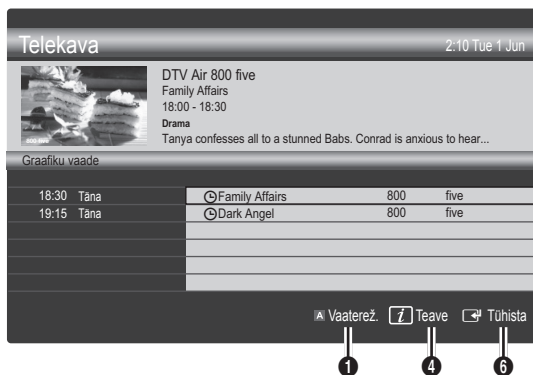 Telekava
2:10 Tue 1 Jun
DTV Air 800 five
Family Affairs
18:00 - 18:30
Drama
Tanya confesses all to a stunned Babs. Conrad is anxious to hear...
800 five
Graafiku vaade
18:30 Täna Family Affairs 800 five
19:15 Täna Dark Angel 800 five
A Vaaterež. i Teave Tühista
1 4 6